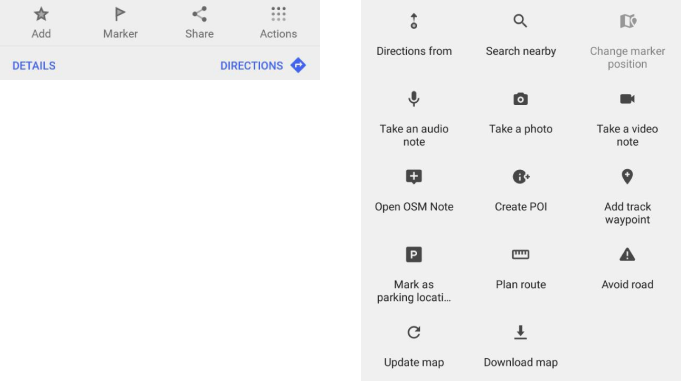 Add Marker Share Actions
DETAILS DIRECTIONS
Directions from Search nearby Change marker
position
Take an audio Take a photo Take a video
note note
Open OSM Note Create POI Add track
waypoint
P
Mark as Plan route Avoid road
parking locati...
Update map Download map